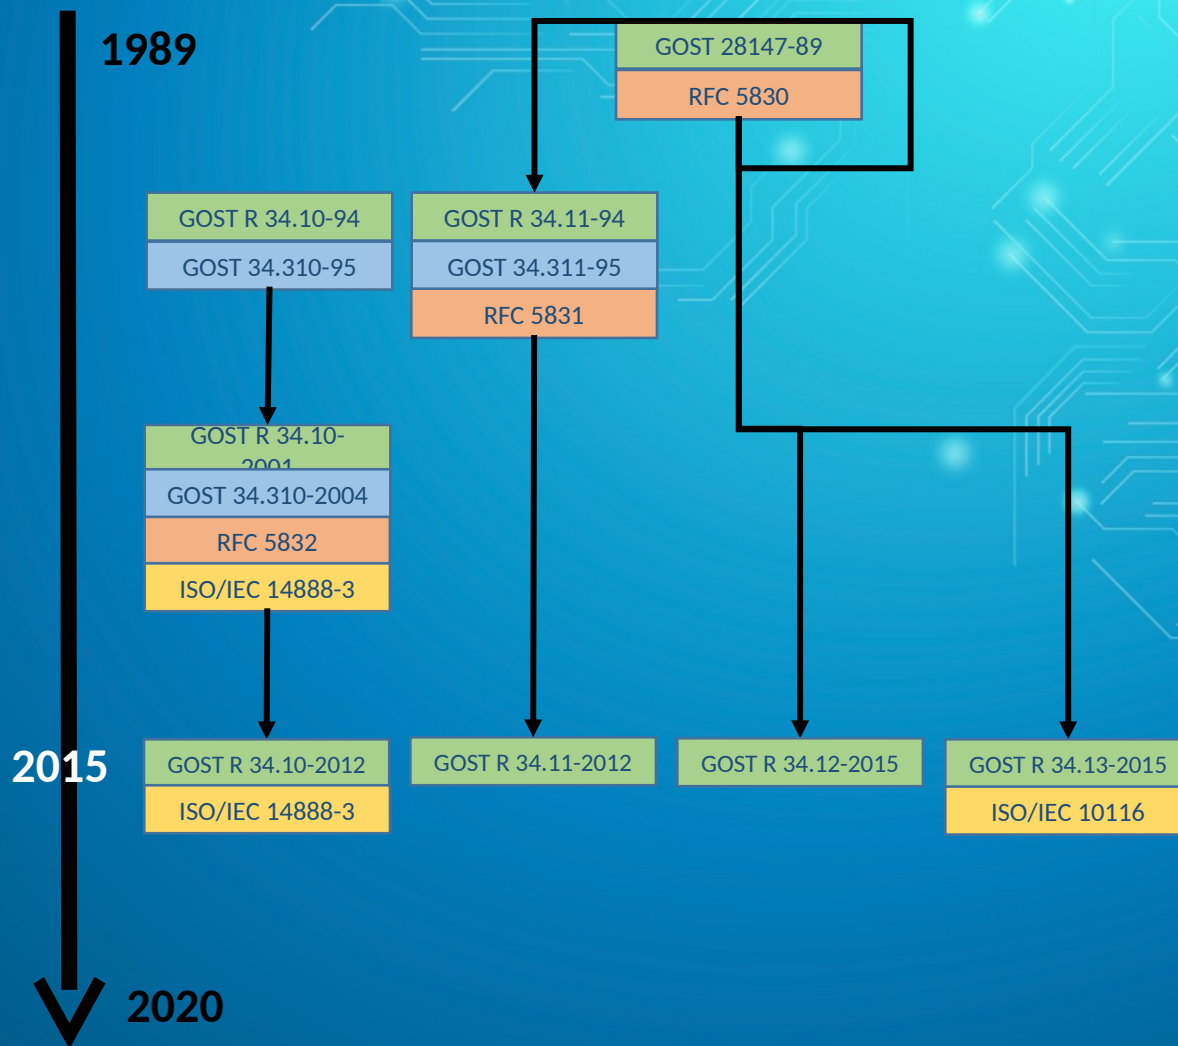 1989
GOST 28147-89
RFC 5830
GOST R 34.10-94
GOST 34.310-95
GOST R 34.11-94
GOST 34.311-95
RFC 5831
GOST R 34.10-
2001
GOST 34.310-2004
RFC 5832
ISO/IEC 14888-3
2015
GOST R 34.10-2012
ISO/IEC 14888-3
GOST R 34.11-2012
GOST R 34.12-2015
GOST R 34.13-2015
ISO/IEC 10116
2020